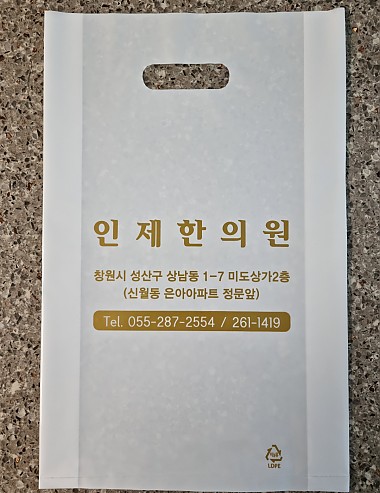 인제한의원
창원시 성산구 상남동 1-7 미도상가2층
(신월동 은아아파트 정문앞)
Tel. 055-287-2554 / 261-1419
LDPE